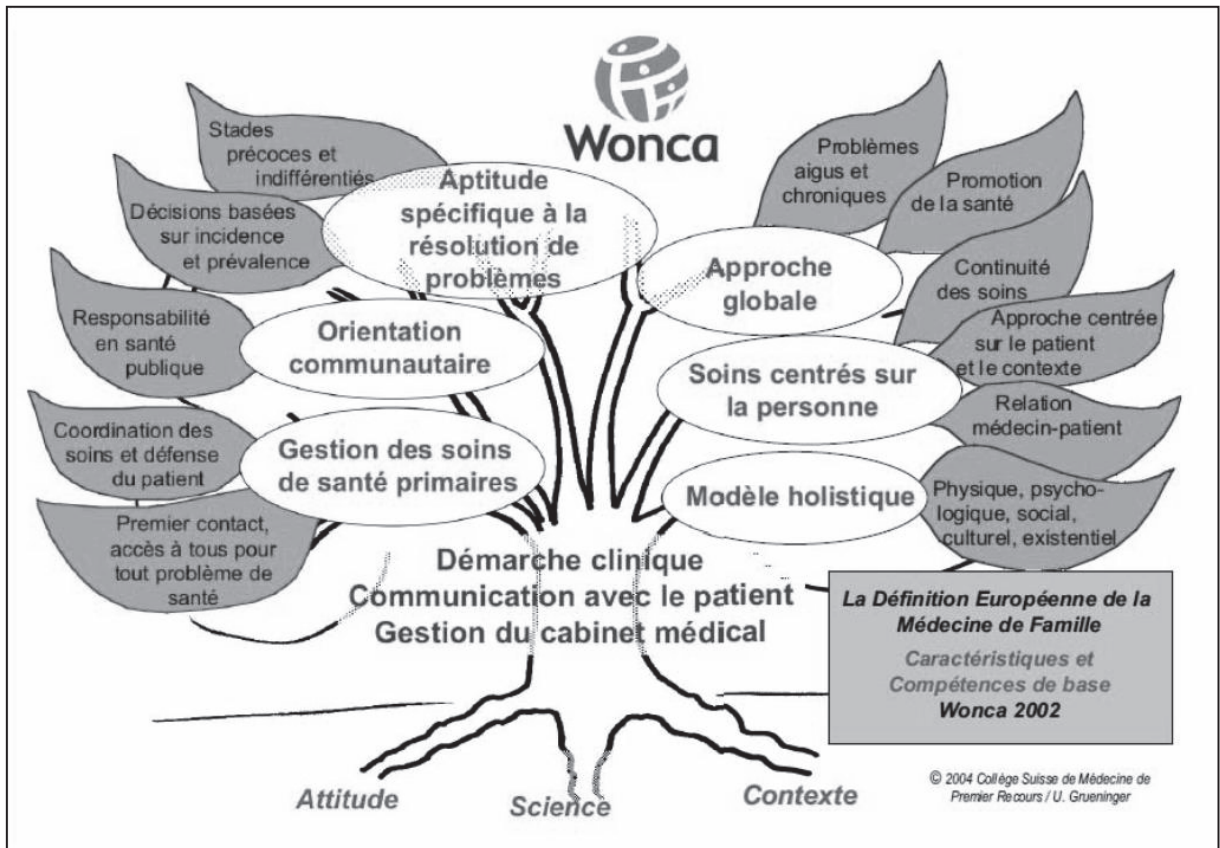 Wonca
Stades
précoces et
indifférentiés
Décisions basées
sur incidence
et prévalence
Responsabilité
en santé
publique
Coordination des
soins et défense
du patient
Premier contact,
accès à tous pour
tout problème de
santé
Aptitude
spécifique à la
résolution de
problèmes
Orientation
communautaire
Gestion des soins
de santé primaires
Approche
globale
Soins centrés sur
la personne
Modèle holistique
Problèmes
aigus et
chroniques
Promotion
de la santé
Continuité
des soins
Approche centrée
sur le patient
et le contexte
Relation
médecin-patient
Physique, psycho-
logique, social,
culturel, existentiel
Démarche clinique
Communication avec le patient
Gestion du cabinet médical
La Définition Européenne de la
Médecine de Famille
Caractéristiques et
Compétences de base
Wonca 2002
Attitude
Science
Contexte
© 2004 Collège Suisse de Médecine de
Premier Recours / U. Grueninger